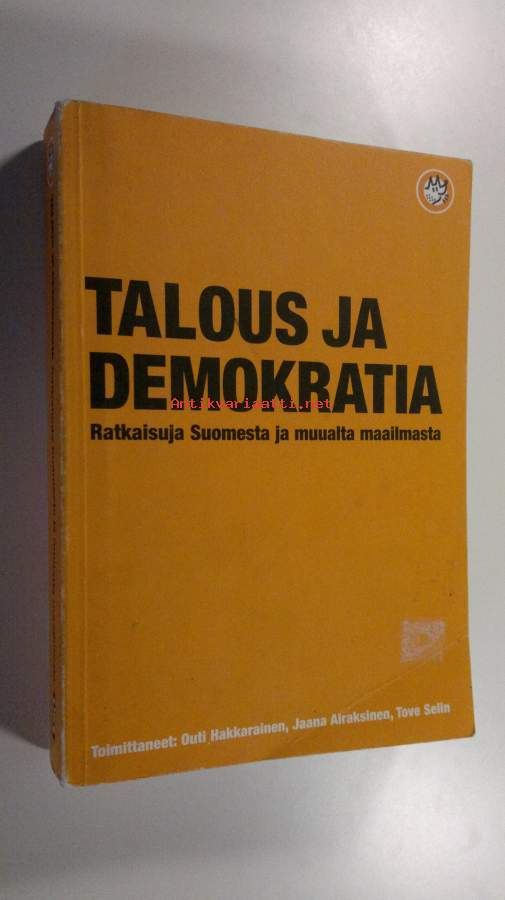 TALOUS JA
DEMOKRATIA
Antikvariaatti.net
Ratkaisuja Suomesta ja muualta maailmasta
Toimittaneet: Outi Hakkarainen, Jaana Airaksinen, Tove Selin